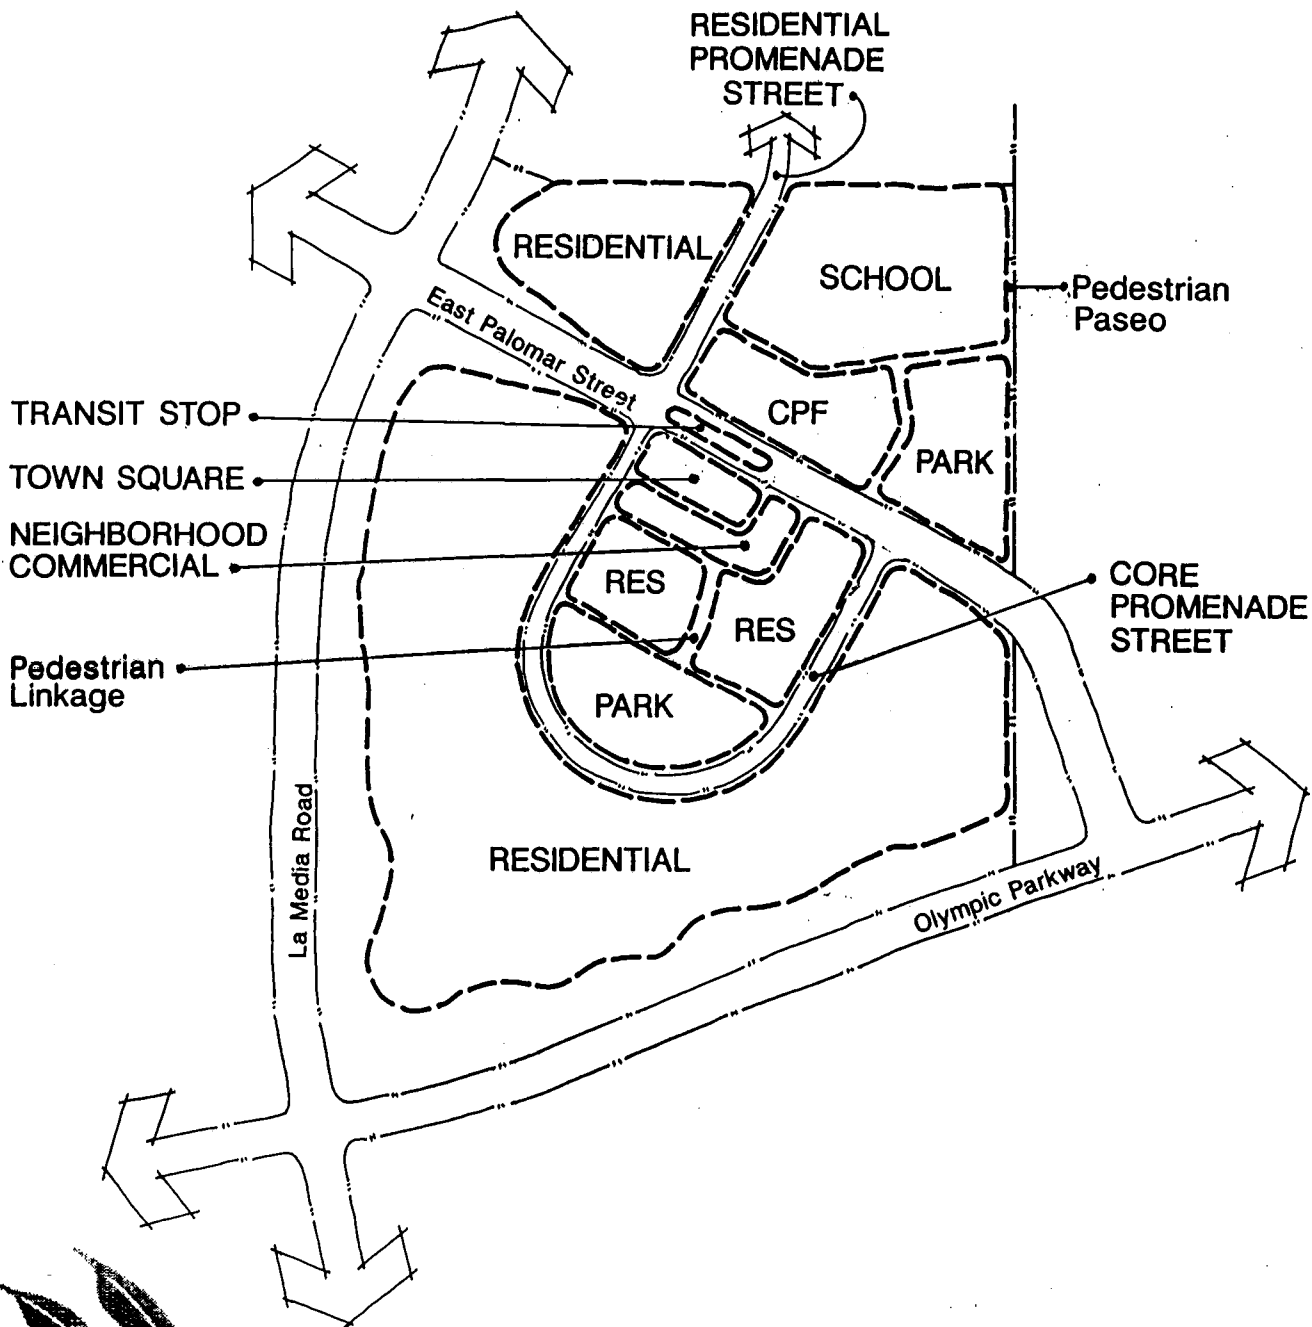 RESIDENTIAL
PROMENADE
STREET
RESIDENTIAL
SCHOOL
Pedestrian
Paseo
East Palomar Street
TRANSIT STOP
CPF
TOWN SQUARE
PARK
NEIGHBORHOOD
COMMERCIAL
RES
CORE
PROMENADE
STREET
RES
Pedestrian
Linkage
PARK
La Media Road
RESIDENTIAL
Olympic Parkway